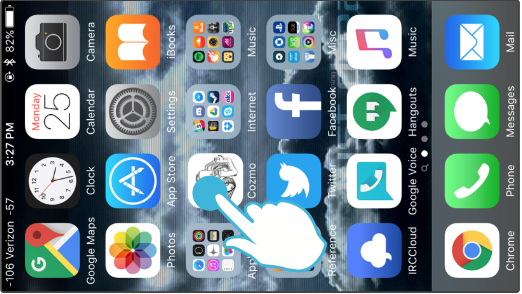 -106 Verizon -57 3:27 PM 82%
Monday
25
Google Maps Clock Calendar Camera
Photos App Store Settings iBooks
Cozmo Internet Music
Reference Twitter Facebook Misc
IRCCloud Google Voice Hangouts Music
Chrome Phone Messages Mail